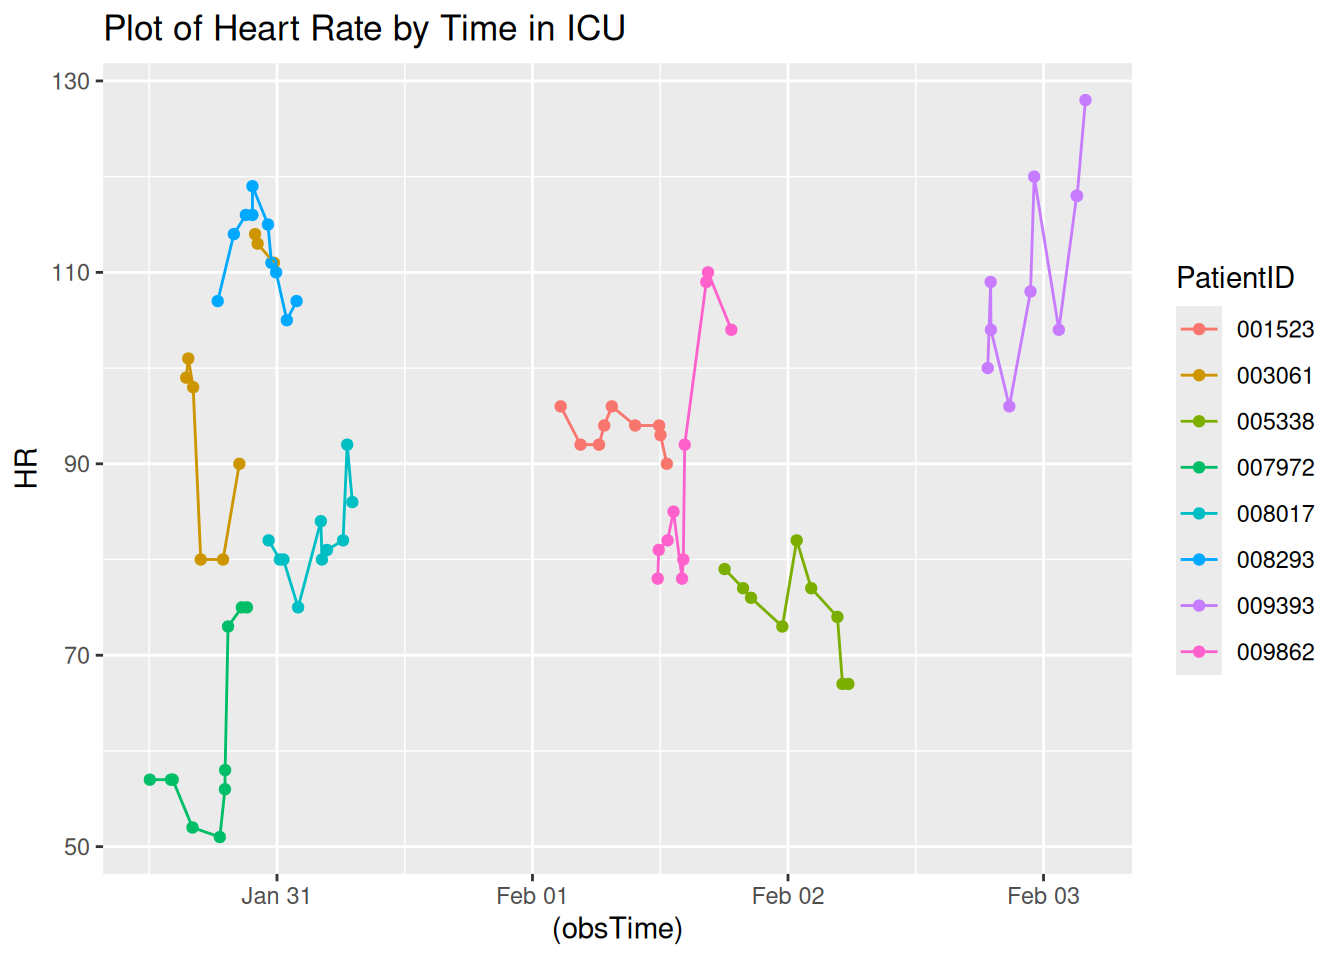 Plot of Heart Rate by Time in ICU
130
110
90
70
50
HR
Jan 31
Feb 01
Feb 02
Feb 03
(obsTime)
PatientID
001523
003061
005338
007972
008017
008293
009393
009862